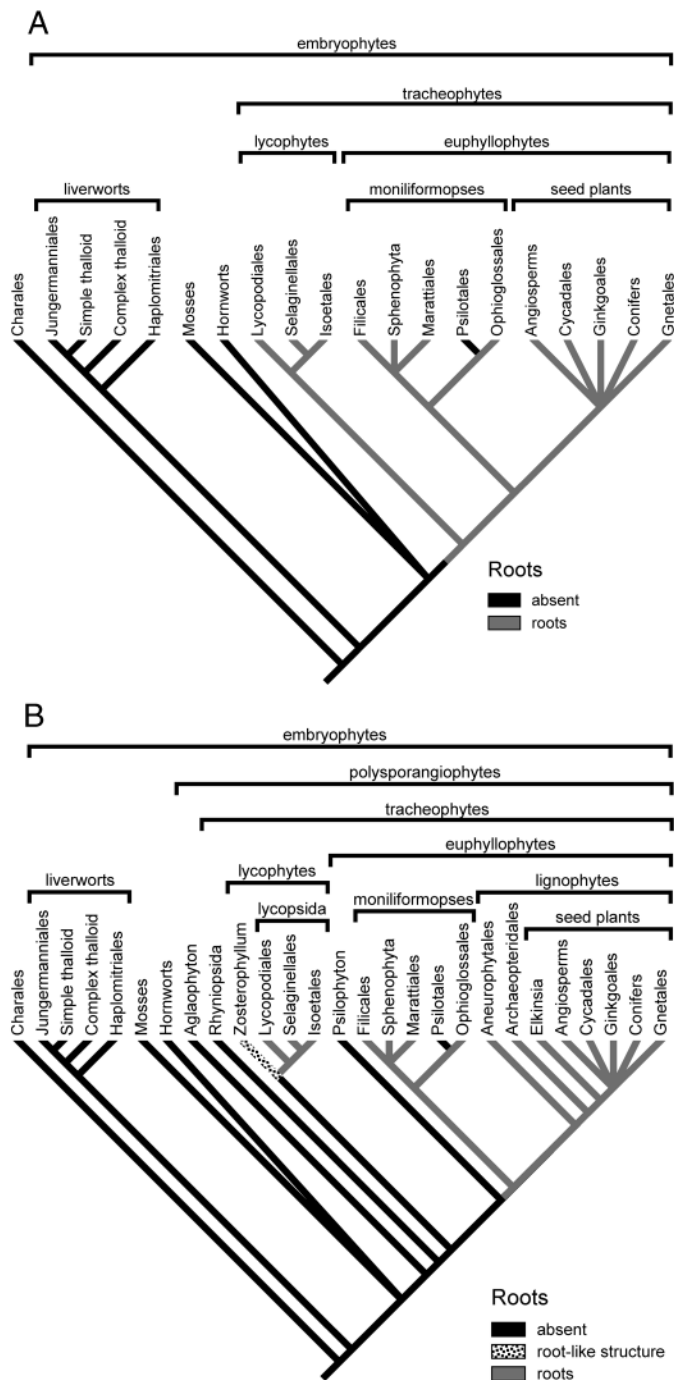 A
embryophytes
tracheophytes
lycophytes
euphyllophytes
liverworts
moniliformopses
seed plants
Charales
Jungermanniales
Simple thalloid
Complex thalloid
Haplomitriales
Mosses
Hornworts
Lycopodiales
Selaginellales
Isoetales
Filicales
Sphenophyta
Marattiales
Psilotales
Ophioglossales
Angiosperms
Cycadales
Ginkgoales
Conifers
Gnetales
Roots
absent
roots
B
embryophytes
polysporangiophytes
tracheophytes
euphyllophytes
liverworts
lycophytes
lignophytes
lycopsida
moniliformopses
seed plants
Charales
Jungermanniales
Simple thalloid
Complex thalloid
Haplomitriales
Mosses
Hornworts
Aglaophyton
Rhyniopsida
Zosterophyllum
Lycopodiales
Selaginellales
Isoetales
Psilophyton
Filicales
Sphenophyta
Marattiales
Psilotales
Ophioglossales
Aneurophytales
Archaeopteridales
Elkinsia
Angiosperms
Cycadales
Ginkgoales
Conifers
Gnetales
Roots
absent
root-like structure
roots